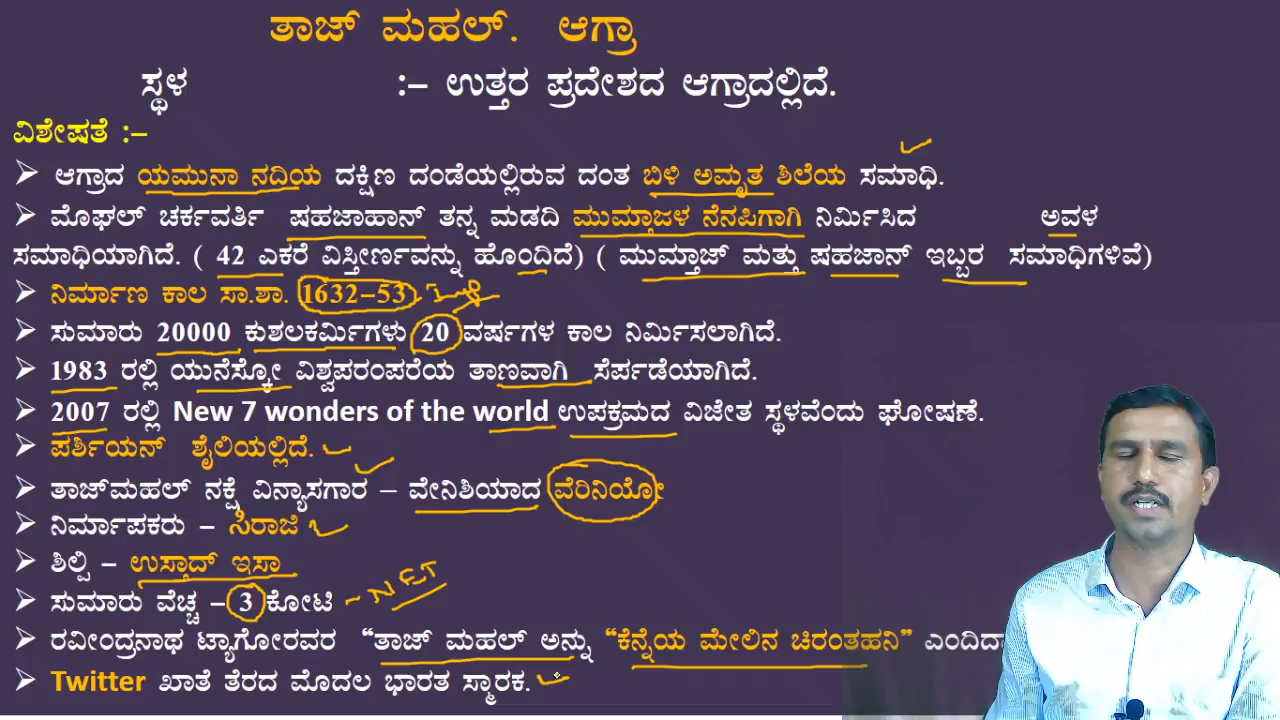 ತಾಜ್ ಮಹಲ್. ಆಗ್ರಾ
ಸ್ಥಳ :– ಉತ್ತರ ಪ್ರದೇಶದ ಆಗ್ರಾದಲ್ಲಿದೆ.
ವಿಶೇಷತೆ :–
➢ ಆಗ್ರಾದ ಯಮುನಾ ನದಿಯ ದಕ್ಷಿಣ ದಂಡೆಯಲ್ಲಿರುವ ದಂತ ಬಿಳಿ ಅಮೃತ ಶಿಲೆಯ ಸಮಾಧಿ.
➢ ಮೊಘಲ್ ಚರ್ಕವರ್ತಿ ಷಹಜಾಹಾನ್ ತನ್ನ ಮಡದಿ ಮುಮ್ತಾಜಳ ನೆನಪಿಗಾಗಿ ನಿರ್ಮಿಸಿದ ಅವಳ
ಸಮಾಧಿಯಾಗಿದೆ. ( 42 ಎಕರೆ ವಿಸ್ತೀರ್ಣವನ್ನು ಹೊಂದಿದೆ) ( ಮುಮ್ತಾಜ್ ಮತ್ತು ಷಹಜಾನ್ ಇಬ್ಬರ ಸಮಾಧಿಗಳಿವೆ)
➢ ನಿರ್ಮಾಣ ಕಾಲ ಸಾ.ಶಾ. 1632–53
➢ ಸುಮಾರು 20000 ಕುಶಲಕರ್ಮಿಗಳು 20 ವರ್ಷಗಳ ಕಾಲ ನಿರ್ಮಿಸಲಾಗಿದೆ.
➢ 1983 ರಲ್ಲಿ ಯುನೆಸ್ಕೋ ವಿಶ್ವಪರಂಪರೆಯ ತಾಣವಾಗಿ ಸೆರ್ಪಡೆಯಾಗಿದೆ.
➢ 2007 ರಲ್ಲಿ New 7 wonders of the world ಉಪಕ್ರಮದ ವಿಜೇತ ಸ್ಥಳವೆಂದು ಘೋಷಣೆ.
➢ ಪರ್ಶಿಯನ್ ಶೈಲಿಯಲ್ಲಿದೆ.
➢ ತಾಜ್‌ಮಹಲ್ ನಕ್ಷೆ ವಿನ್ಯಾಸಗಾರ – ವೇನಿಶಿಯಾದ ವೆರಿನಿಯೋ
➢ ನಿರ್ಮಾಪಕರು – ಸಿರಾಜಿ
➢ ಶಿಲ್ಪಿ – ಉಸ್ತಾದ್ ಇಸಾ
➢ ಸುಮಾರು ವೆಚ್ಚ – 3 ಕೋಟಿ – NET
➢ ರವೀಂದ್ರನಾಥ ಟ್ಯಾಗೋರವರ “ತಾಜ್ ಮಹಲ್ ಅನ್ನು “ಕೆನ್ನೆಯ ಮೇಲಿನ ಚಿರಂತಹನಿ” ಎಂದಿದಾ
➢ Twitter ಖಾತೆ ತೆರದ ಮೊದಲ ಭಾರತ ಸ್ಮಾರಕ.